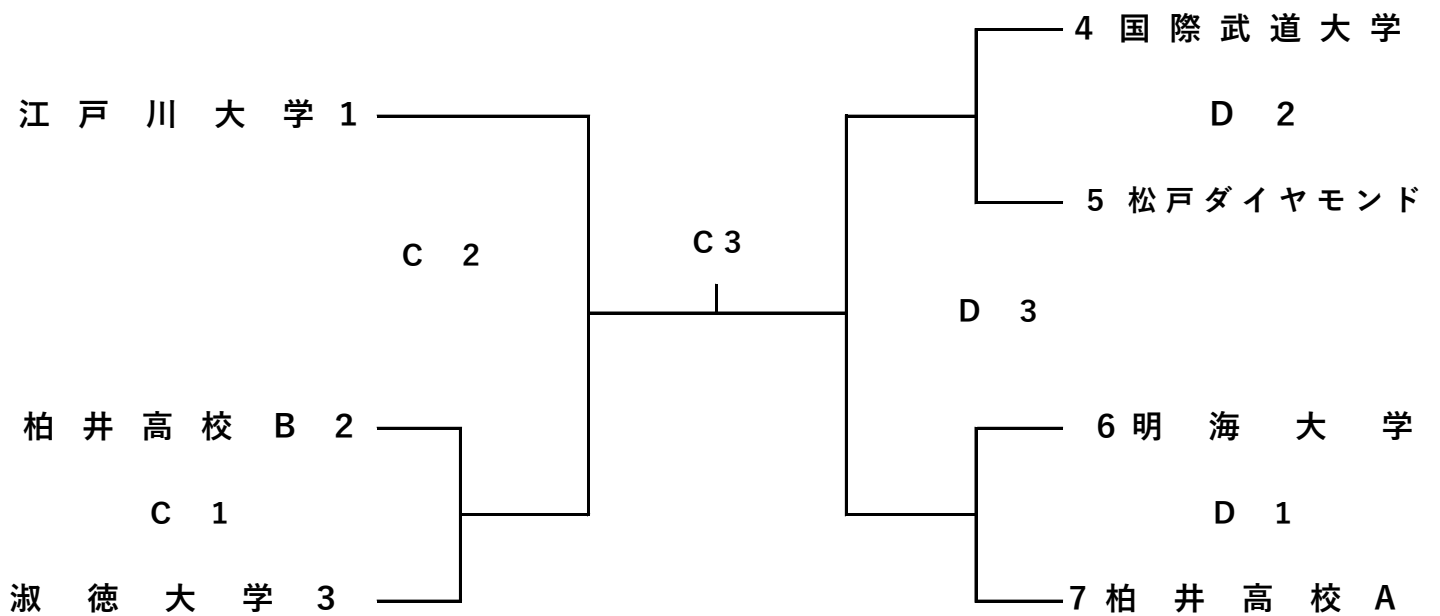 4 国際武道大学
江戸川大学 1
D 2
5 松戸ダイヤモンド
C 3
C 2
D 3
柏井高校 B 2
6 明海大学
C 1
D 1
淑徳大学 3
7 柏井高校 A